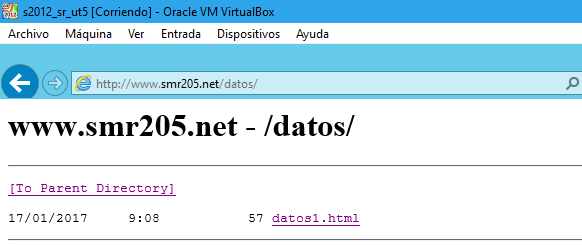 s2012_sr_ut5 [Corriendo] - Oracle VM VirtualBox
Archivo Máquina Ver Entrada Dispositivos Ayuda
http://www.smr205.net/datos/
www.smr205.net - /datos/
[To Parent Directory]
17/01/2017 9:08 57 datos1.html